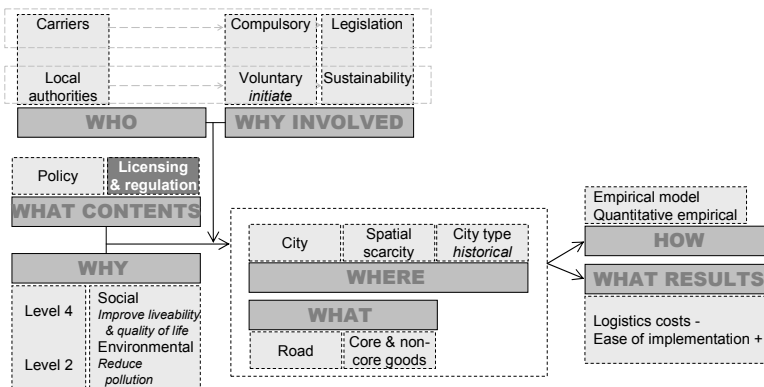 Carriers
Compulsory
Legislation
Local
authorities
Voluntary
initiate
Sustainability
WHO
WHY INVOLVED
Policy
Licensing
& regulation
WHAT CONTENTS
WHY
Level 4
Social
Improve liveability
& quality of life
Level 2
Environmental
Reduce
pollution
City
Spatial
scarcity
City type
historical
WHERE
WHAT
Road
Core & non-
core goods
Empirical model
Quantitative empirical
HOW
WHAT RESULTS
Logistics costs -
Ease of implementation +